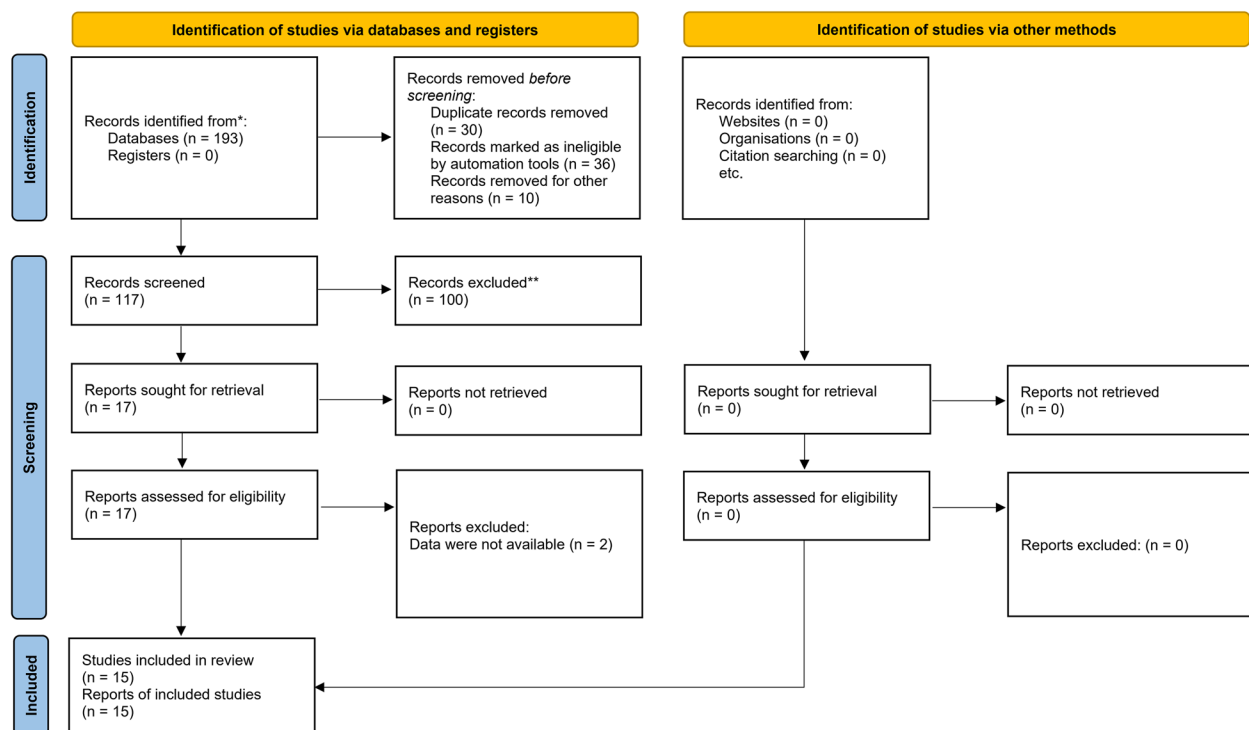 Identification of studies via databases and registers
Identification of studies via other methods
Identification
Records identified from*:
Databases (n = 193)
Registers (n = 0)
Records removed before
screening:
Duplicate records removed
(n = 30)
Records marked as ineligible
by automation tools (n = 36)
Records removed for other
reasons (n = 10)
Records identified from:
Websites (n = 0)
Organisations (n = 0)
Citation searching (n = 0)
etc.
Screening
Records screened
(n = 117)
Records excluded**
(n = 100)
Reports sought for retrieval
(n = 17)
Reports not retrieved
(n = 0)
Reports sought for retrieval
(n = 0)
Reports not retrieved
(n = 0)
Reports assessed for eligibility
(n = 17)
Reports excluded:
Data were not available (n = 2)
Reports assessed for eligibility
(n = 0)
Reports excluded: (n = 0)
Included
Studies included in review
(n = 15)
Reports of included studies
(n = 15)